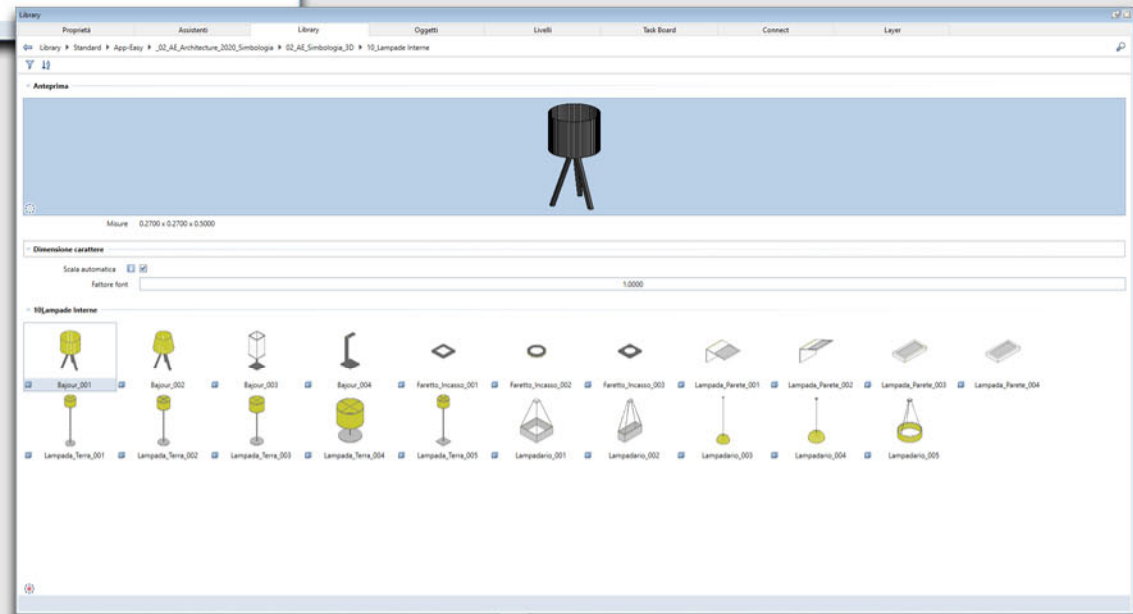 Library
Proprietà Assistenti Library Oggetti Livelli Task Board Connect Layer
Library Standard App-Easy _02_AE_Architecture_2020_Simbologia 02_AE_Simbologia_3D 10_Lampade Interne
Anteprima
Misure 0.2700 x 0.2700 x 0.5000
Dimensione carattere
Scala automatica
Fattore font 1.0000
10_Lampade Interne
Bajour_001 Bajour_002 Bajour_003 Bajour_004 Faretto_Incasso_001 Faretto_Incasso_002 Faretto_Incasso_003 Lampada_Parete_001 Lampada_Parete_002 Lampada_Parete_003 Lampada_Parete_004
Lampada_Terra_001 Lampada_Terra_002 Lampada_Terra_003 Lampada_Terra_004 Lampada_Terra_005 Lampadario_001 Lampadario_002 Lampadario_003 Lampadario_004 Lampadario_005